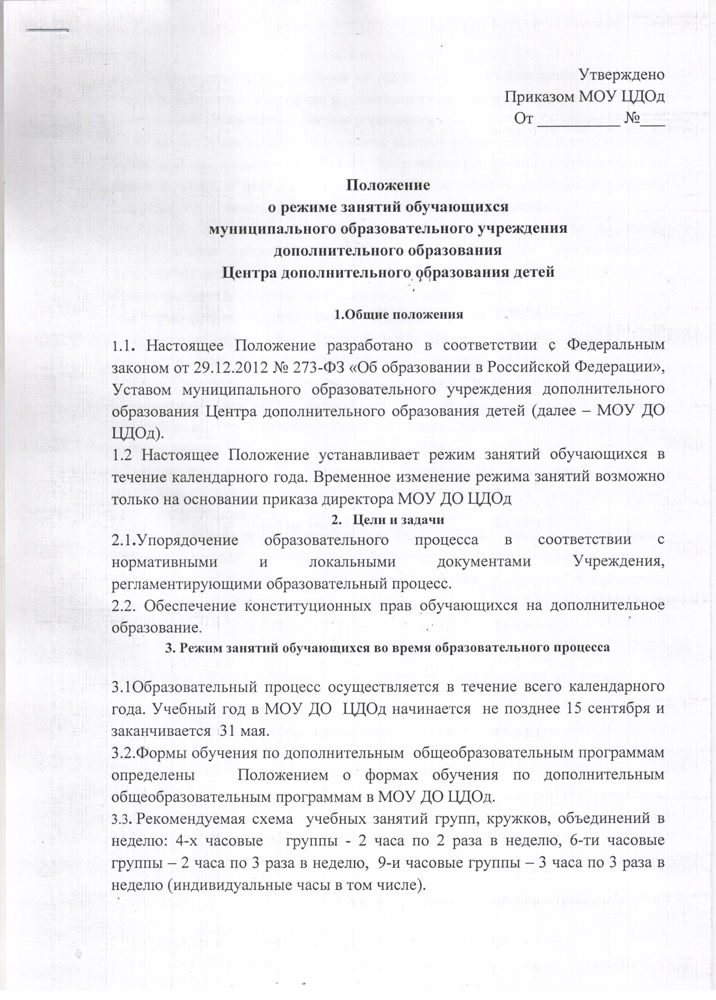 Утверждено
Приказом МОУ ЦДОд
От __________ №___
Положение
о режиме занятий обучающихся
муниципального образовательного учреждения
дополнительного образования
Центра дополнительного образования детей
1.Общие положения
1.1. Настоящее Положение разработано в соответствии с Федеральным
законом от 29.12.2012 № 273-ФЗ «Об образовании в Российской Федерации»,
Уставом муниципального образовательного учреждения дополнительного
образования Центра дополнительного образования детей (далее – МОУ ДО
ЦДОд).
1.2 Настоящее Положение устанавливает режим занятий обучающихся в
течение календарного года. Временное изменение режима занятий возможно
только на основании приказа директора МОУ ДО ЦДОд
2. Цели и задачи
2.1.Упорядочение образовательного процесса в соответствии с
нормативными и локальными документами Учреждения,
регламентирующими образовательный процесс.
2.2. Обеспечение конституционных прав обучающихся на дополнительное
образование.
3. Режим занятий обучающихся во время образовательного процесса
3.1Образовательный процесс осуществляется в течение всего календарного
года. Учебный год в МОУ ДО ЦДОд начинается не позднее 15 сентября и
заканчивается 31 мая.
3.2.Формы обучения по дополнительным общеобразовательным программам
определены Положением о формах обучения по дополнительным
общеобразовательным программам в МОУ ДО ЦДОд.
3.3. Рекомендуемая схема учебных занятий групп, кружков, объединений в
неделю: 4-х часовые группы - 2 часа по 2 раза в неделю, 6-ти часовые
группы – 2 часа по 3 раза в неделю, 9-и часовые группы – 3 часа по 3 раза в
неделю (индивидуальные часы в том числе).